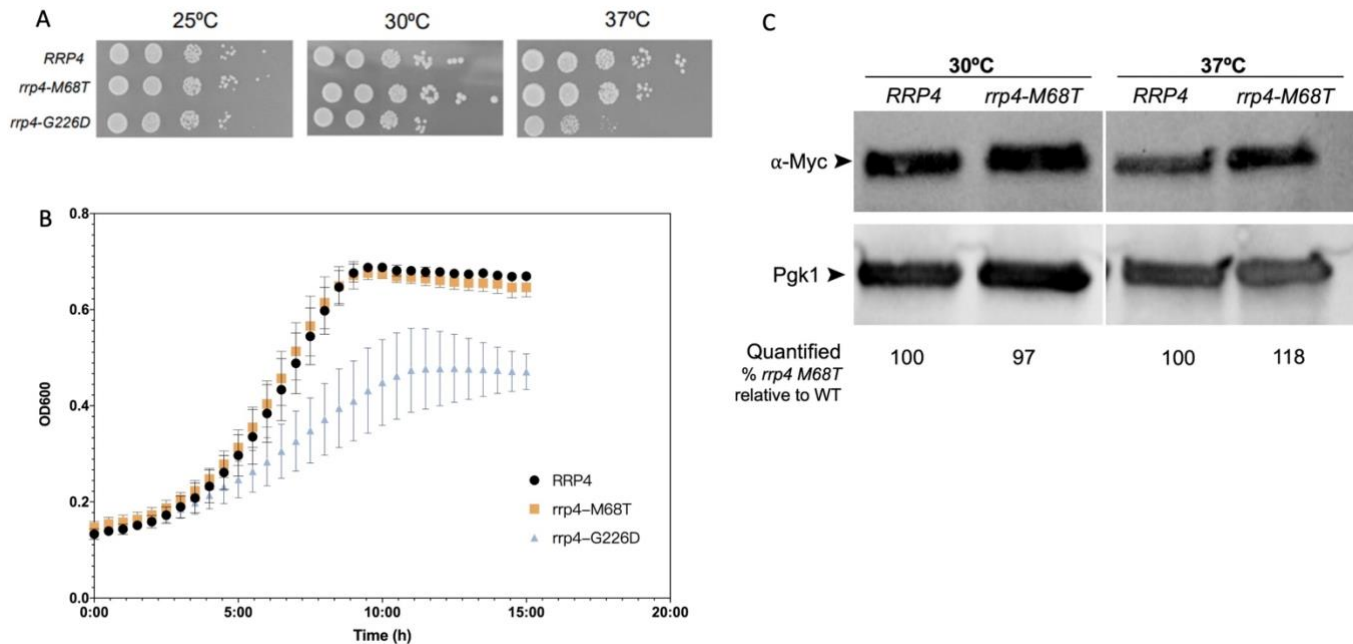 A
25ºC 30ºC 37ºC
RRP4
rrp4-M68T
rrp4-G226D
B
0.8
0.6
0.4
0.2
0.0
OD600
0:00 5:00 10:00 15:00 20:00
Time (h)
RRP4
rrp4–M68T
rrp4–G226D
C
30ºC 37ºC
RRP4 rrp4-M68T RRP4 rrp4-M68T
α-Myc
Pgk1
Quantified 100 97 100 118
% rrp4 M68T
relative to WT